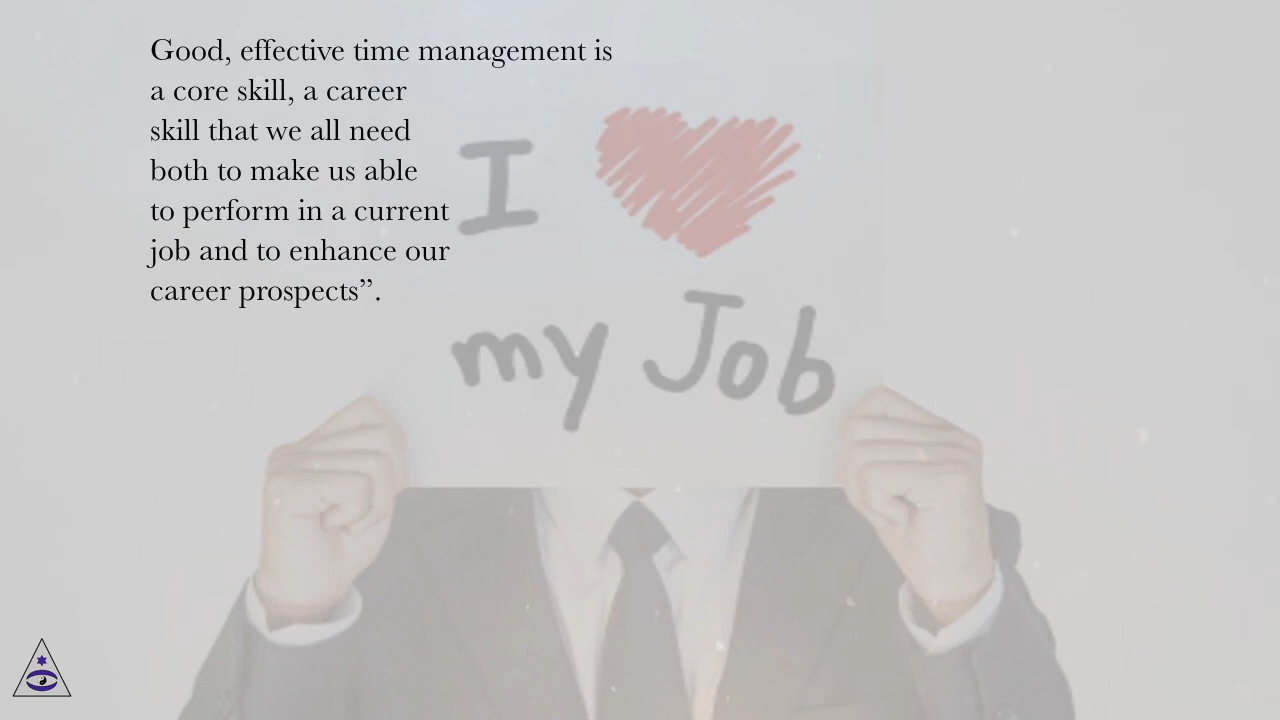 Good, effective time management is
a core skill, a career
skill that we all need
both to make us able
to perform in a current
job and to enhance our
career prospects”.
I
my Job